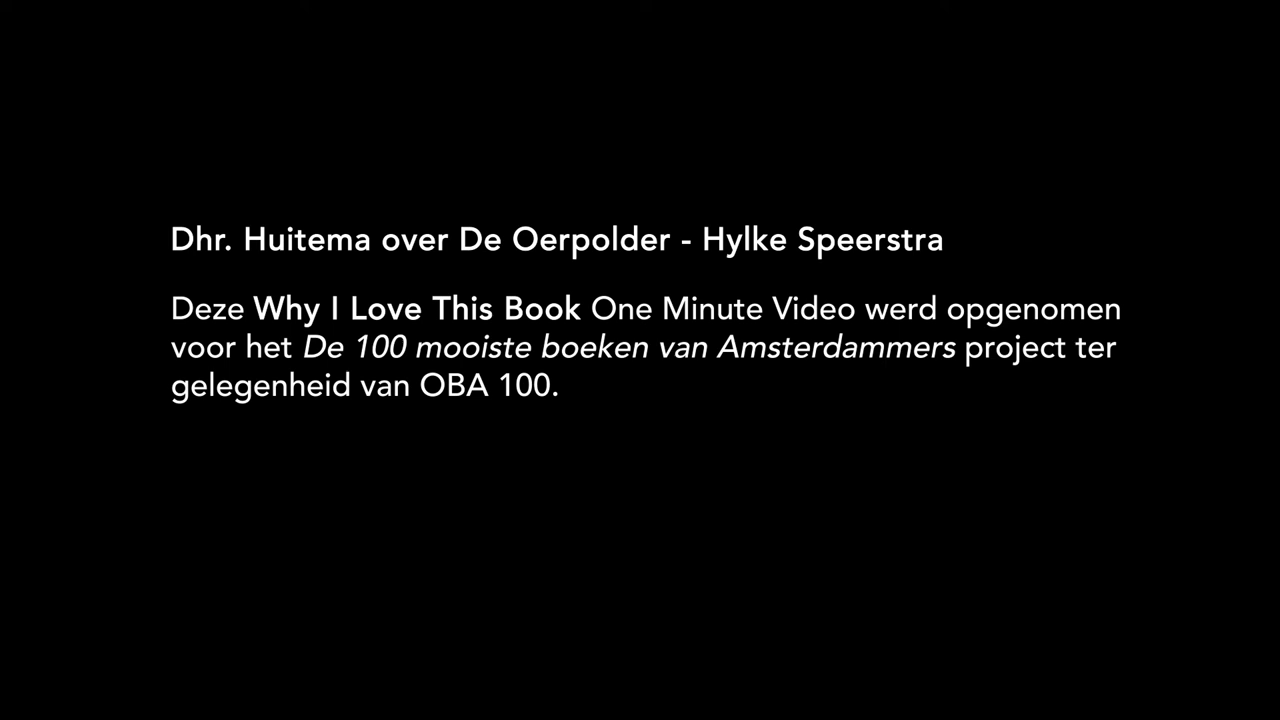 Dhr. Huitema over De Oerpolder - Hylke Speerstra
Deze Why I Love This Book One Minute Video werd opgenomen
voor het De 100 mooiste boeken van Amsterdammers project ter
gelegenheid van OBA 100.